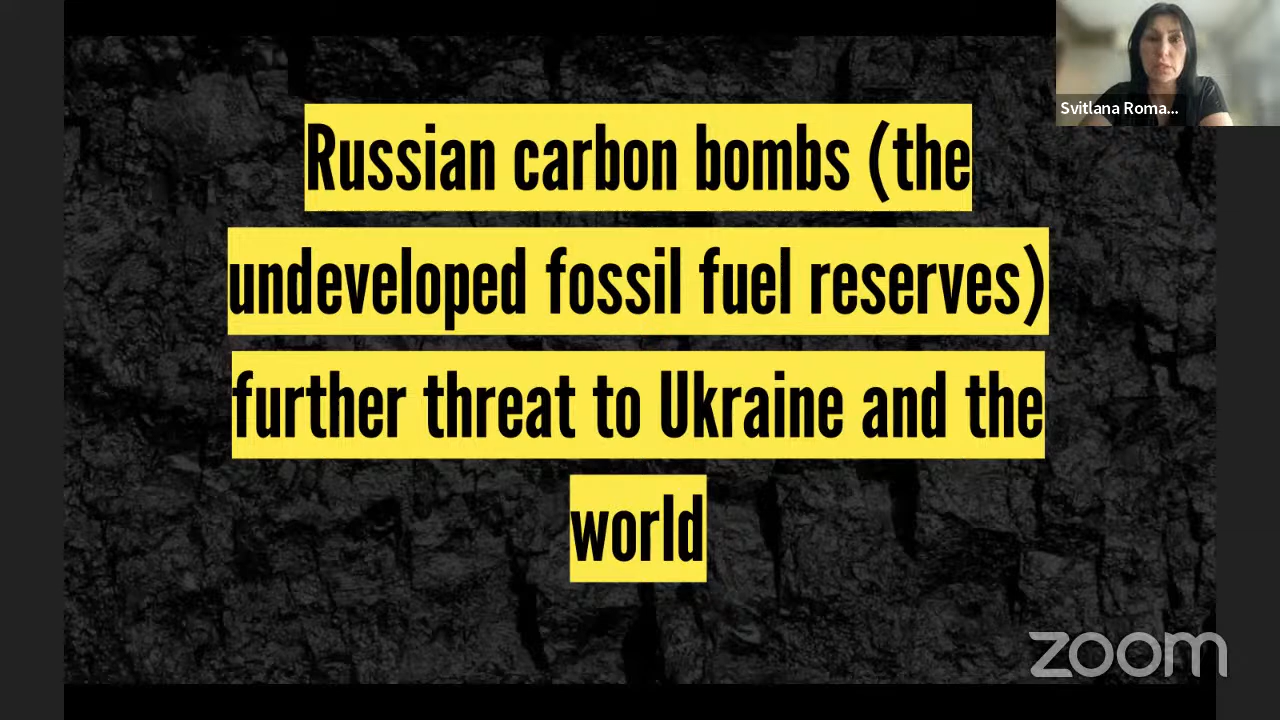 Svitlana Roma...
Russian carbon bombs (the
undeveloped fossil fuel reserves)
further threat to Ukraine and the
world
zoom